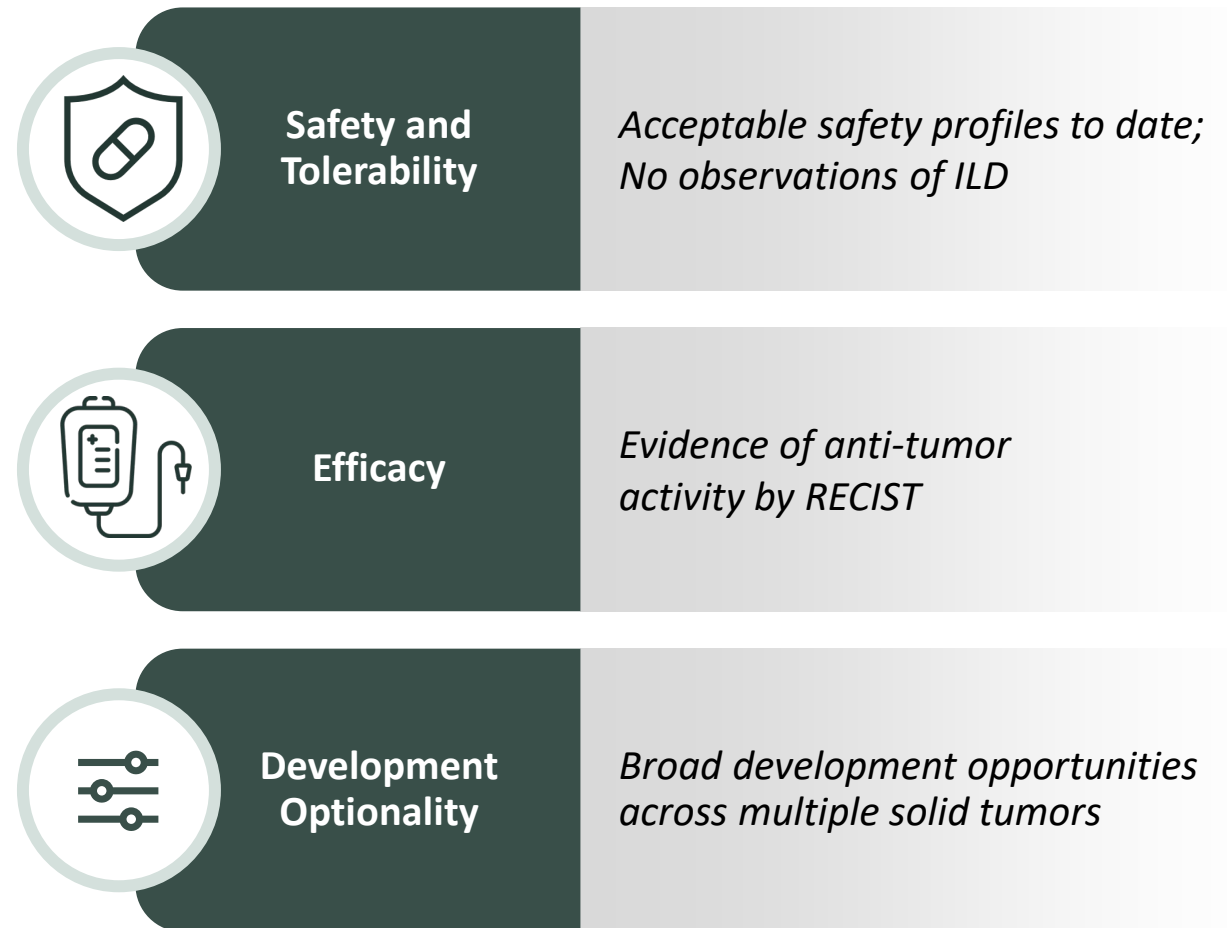 Safety and
Tolerability
Acceptable safety profiles to date;
No observations of ILD
Efficacy
Evidence of anti-tumor
activity by RECIST
Development
Optionality
Broad development opportunities
across multiple solid tumors